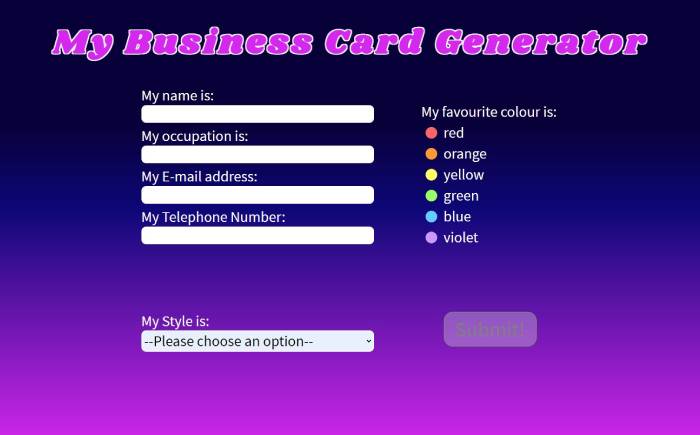 My Business Card Generator
My name is:
My occupation is:
My E-mail address:
My Telephone Number:
My favourite colour is:
red
orange
yellow
green
blue
violet
My Style is:
--Please choose an option--
Submit!